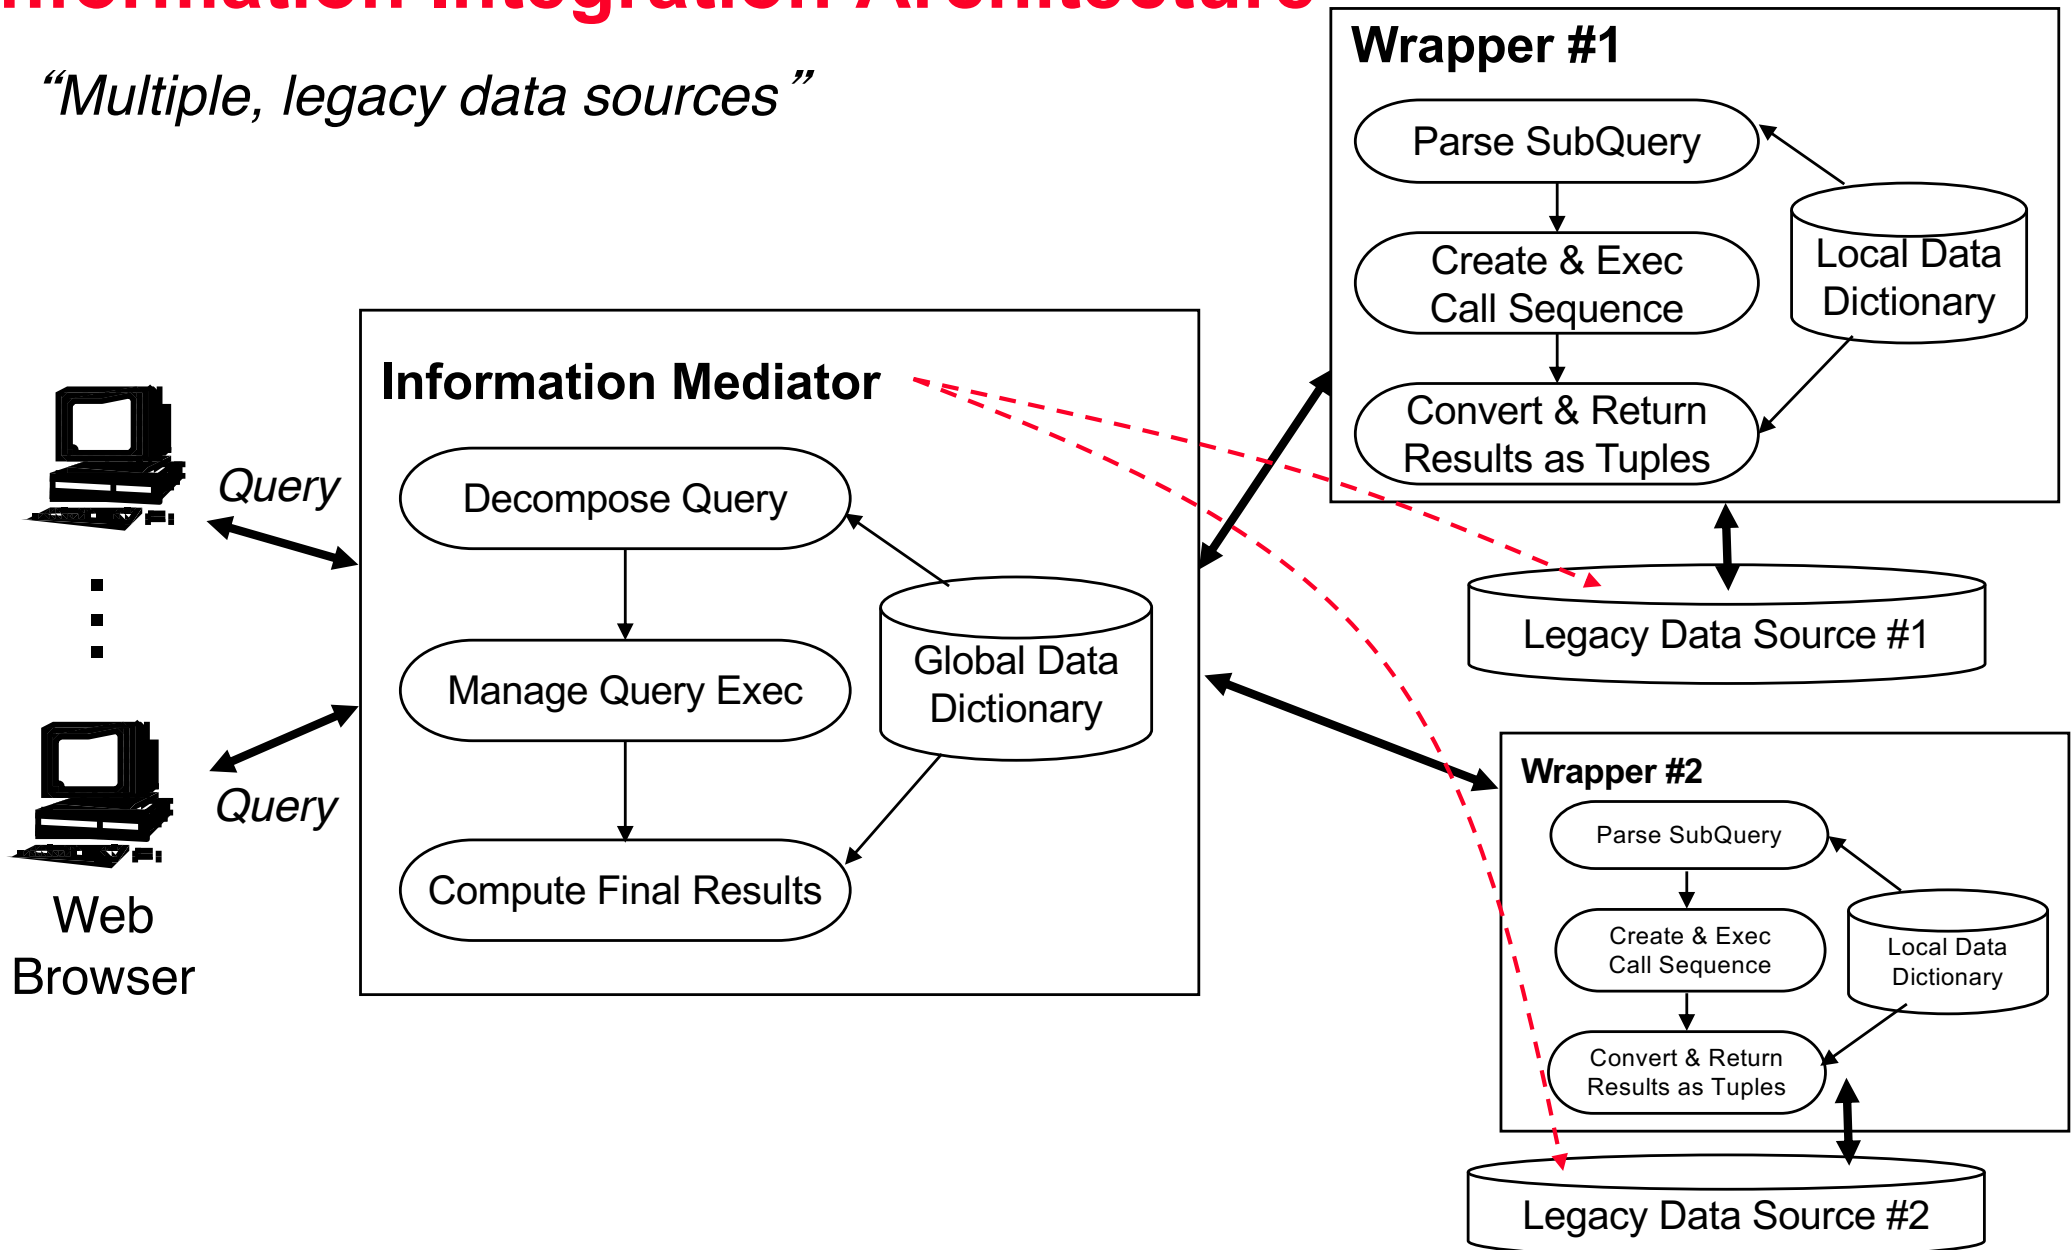 Information Integration Architecture
“Multiple, legacy data sources”
Wrapper #1
Parse SubQuery
Create & Exec
Call Sequence
Convert & Return
Results as Tuples
Local Data
Dictionary
Legacy Data Source #1
Information Mediator
Decompose Query
Manage Query Exec
Compute Final Results
Global Data
Dictionary
Query
Query
Web
Browser
Wrapper #2
Parse SubQuery
Create & Exec
Call Sequence
Convert & Return
Results as Tuples
Local Data
Dictionary
Legacy Data Source #2